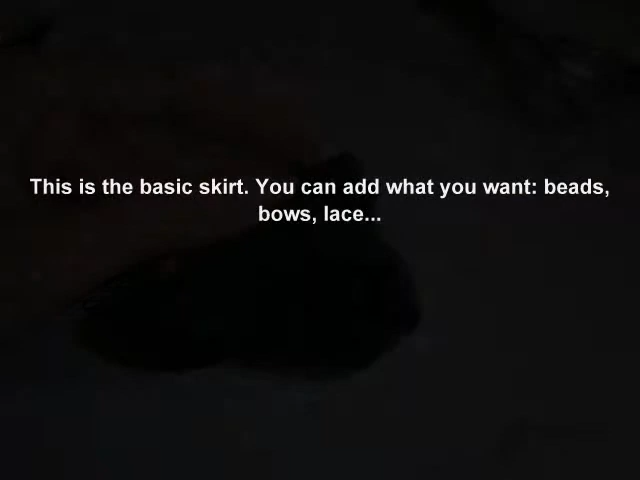 This is the basic skirt. You can add what you want: beads,
bows, lace...